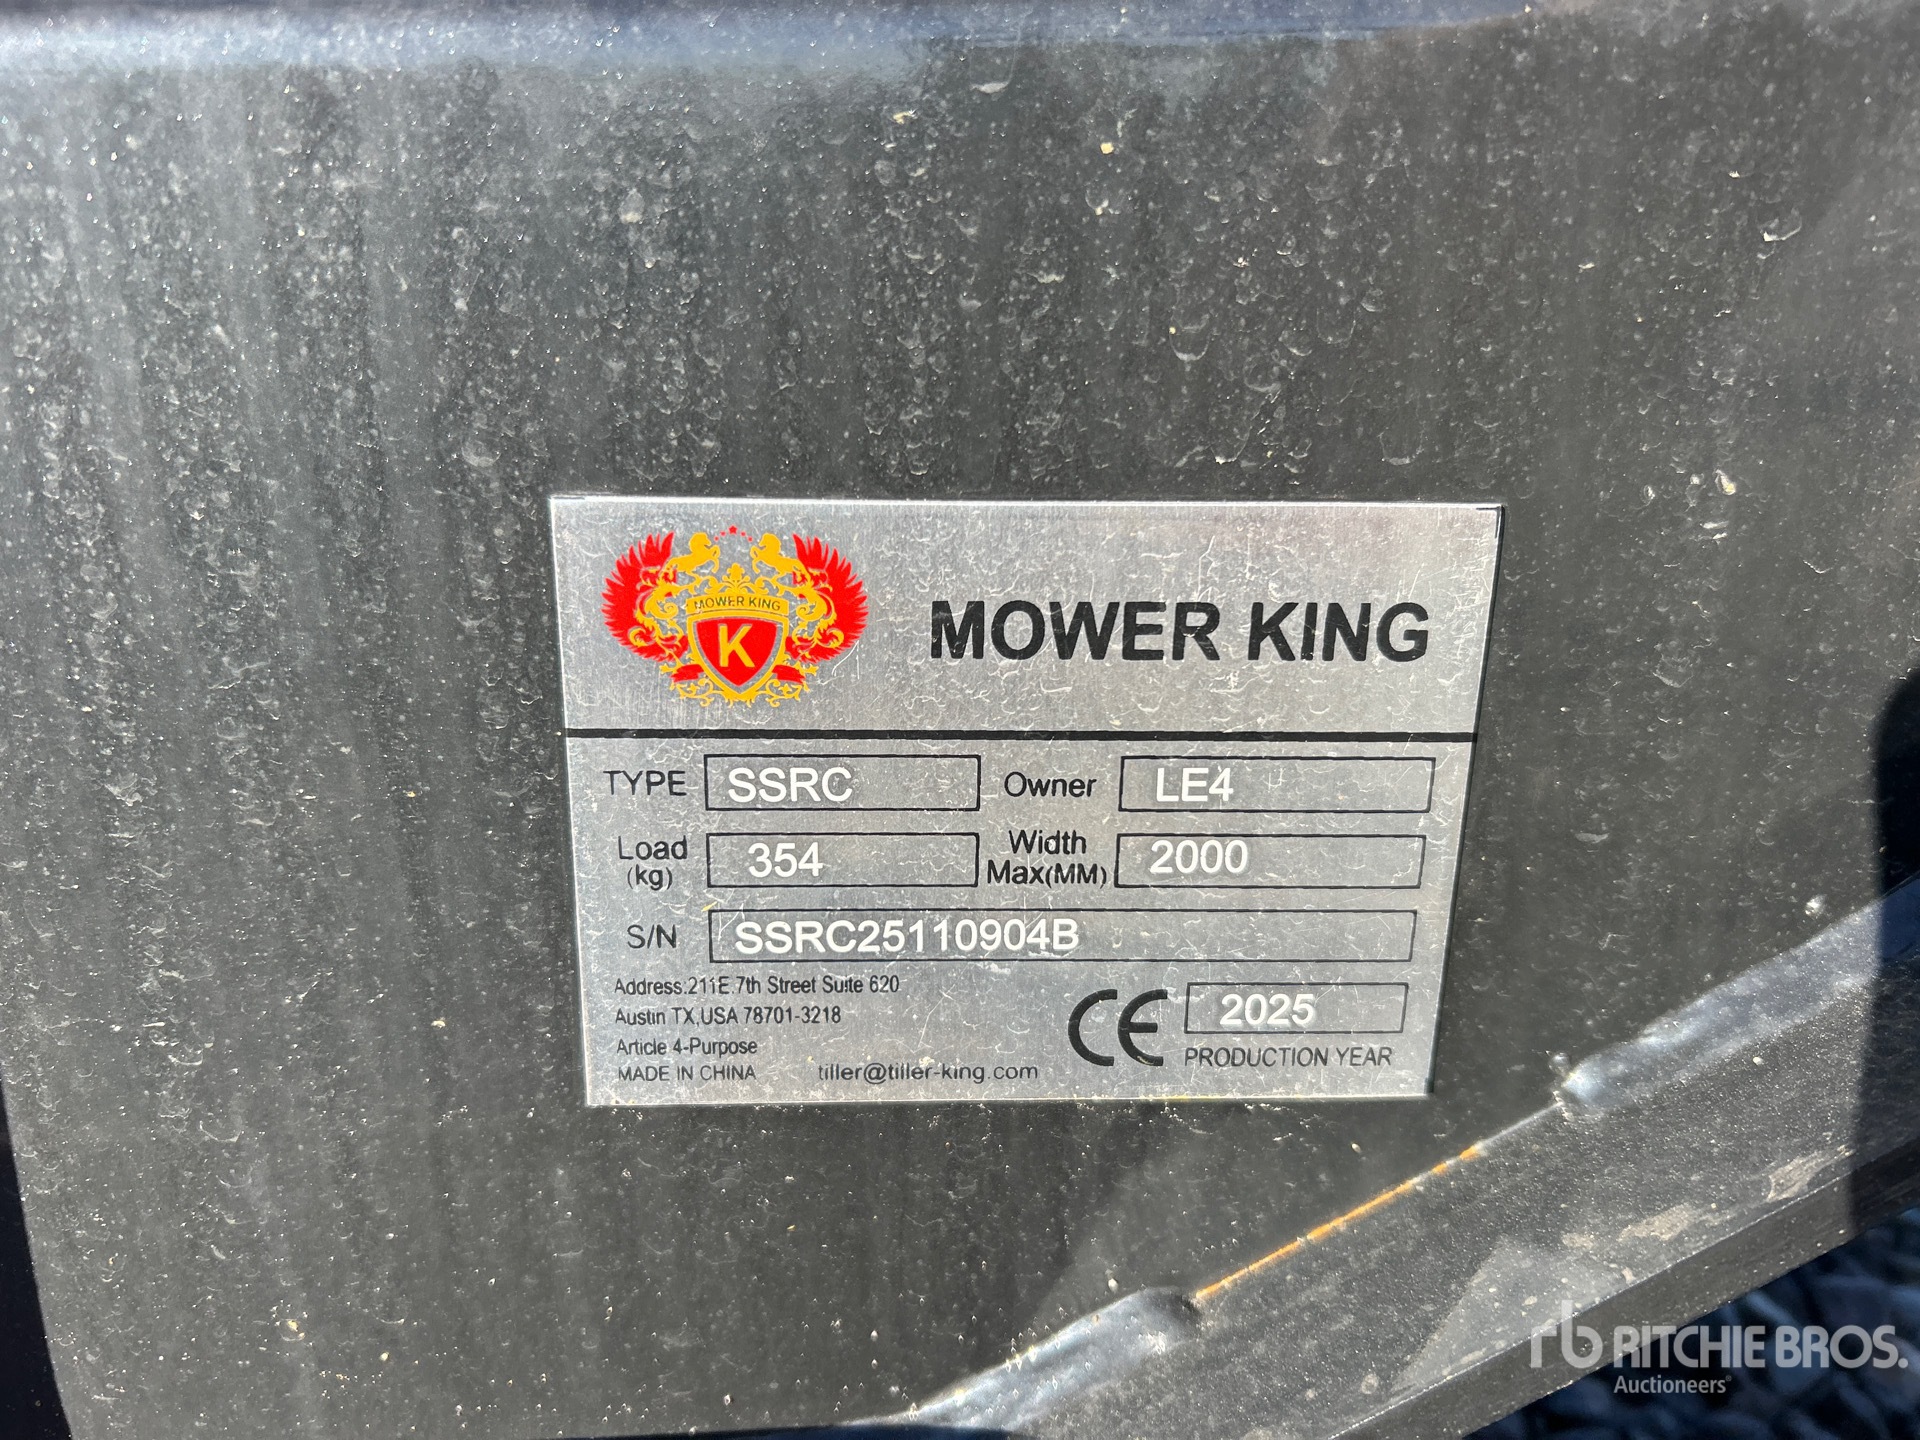 MOWER KING
K
MOWER KING
TYPE SSRC Owner LE4
Load (kg) 354 Width Max(MM) 2000
S/N SSRC25110904B
Address:211E.7th Street Suite 620
Austin TX,USA 78701-3218
Article 4-Purpose
MADE IN CHINA tiller@tiller-king.com
CE 2025
PRODUCTION YEAR
rb RITCHIE BROS.
Auctioneers